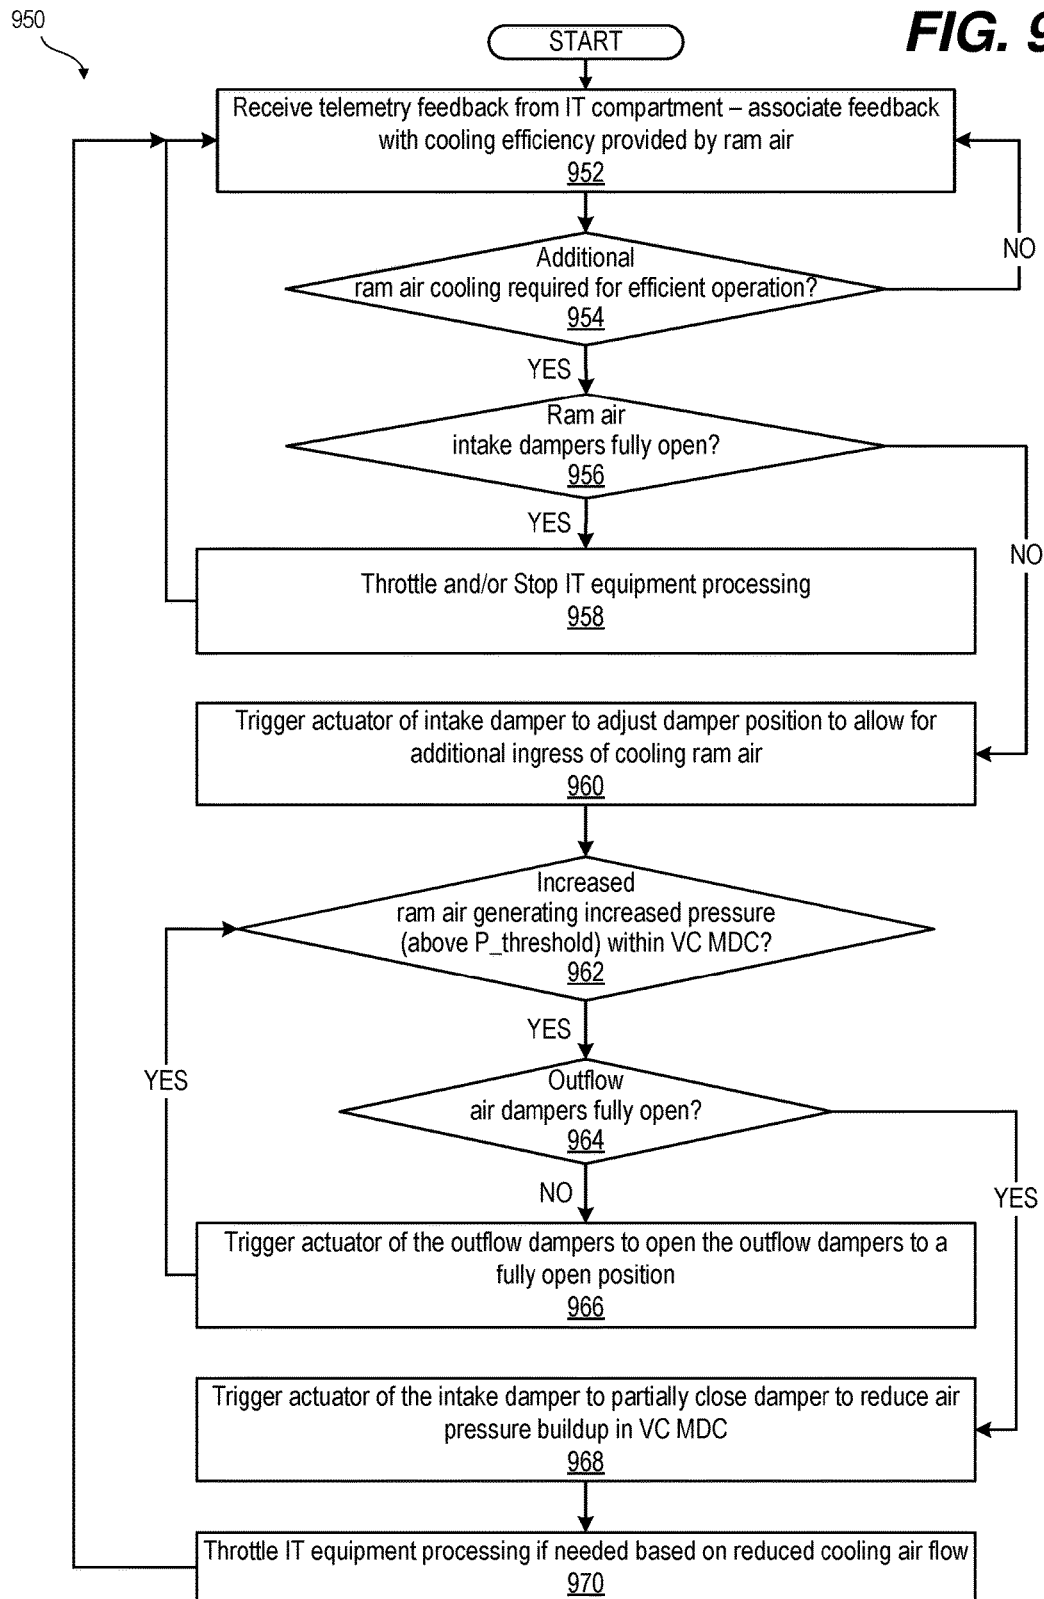 950
FIG. 9
START
Receive telemetry feedback from IT compartment – associate feedback
with cooling efficiency provided by ram air
952
NO
Additional
ram air cooling required for efficient operation?
954
YES
Ram air
intake dampers fully open?
956
YES
NO
Throttle and/or Stop IT equipment processing
958
Trigger actuator of intake damper to adjust damper position to allow for
additional ingress of cooling ram air
960
Increased
ram air generating increased pressure
(above P_threshold) within VC MDC?
962
YES
YES
Outflow
air dampers fully open?
964
NO
YES
Trigger actuator of the outflow dampers to open the outflow dampers to a
fully open position
966
Trigger actuator of the intake damper to partially close damper to reduce air
pressure buildup in VC MDC
968
Throttle IT equipment processing if needed based on reduced cooling air flow
970